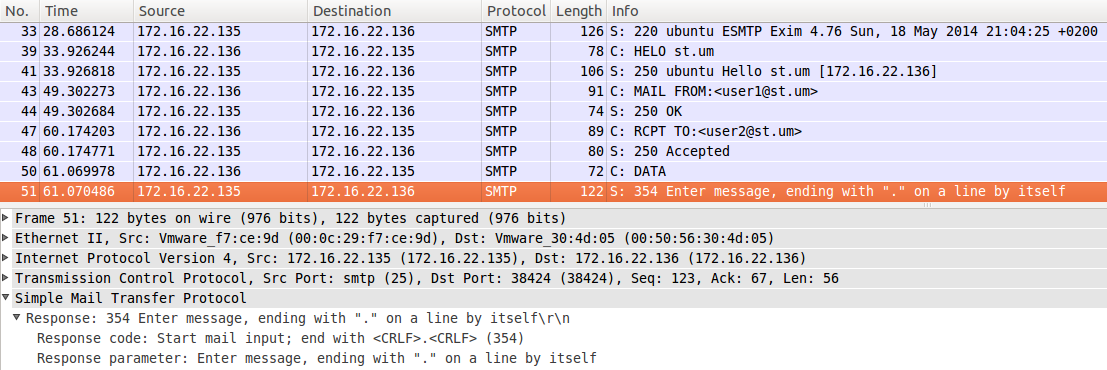 No. Time Source Destination Protocol Length Info
33 28.686124 172.16.22.135 172.16.22.136 SMTP 126 S: 220 ubuntu ESMTP Exim 4.76 Sun, 18 May 2014 21:04:25 +0200
39 33.926244 172.16.22.136 172.16.22.135 SMTP 78 C: HELO st.um
41 33.926818 172.16.22.135 172.16.22.136 SMTP 106 S: 250 ubuntu Hello st.um [172.16.22.136]
43 49.302273 172.16.22.136 172.16.22.135 SMTP 91 C: MAIL FROM:<user1@st.um>
44 49.302684 172.16.22.135 172.16.22.136 SMTP 74 S: 250 OK
47 60.174203 172.16.22.136 172.16.22.135 SMTP 89 C: RCPT TO:<user2@st.um>
48 60.174771 172.16.22.135 172.16.22.136 SMTP 80 S: 250 Accepted
50 61.069978 172.16.22.136 172.16.22.135 SMTP 72 C: DATA
51 61.070486 172.16.22.135 172.16.22.136 SMTP 122 S: 354 Enter message, ending with "." on a line by itself
Frame 51: 122 bytes on wire (976 bits), 122 bytes captured (976 bits)
Ethernet II, Src: Vmware_f7:ce:9d (00:0c:29:f7:ce:9d), Dst: Vmware_30:4d:05 (00:50:56:30:4d:05)
Internet Protocol Version 4, Src: 172.16.22.135 (172.16.22.135), Dst: 172.16.22.136 (172.16.22.136)
Transmission Control Protocol, Src Port: smtp (25), Dst Port: 38424 (38424), Seq: 123, Ack: 67, Len: 56
Simple Mail Transfer Protocol
Response: 354 Enter message, ending with "." on a line by itself\r\n
Response code: Start mail input; end with <CRLF>.<CRLF> (354)
Response parameter: Enter message, ending with "." on a line by itself